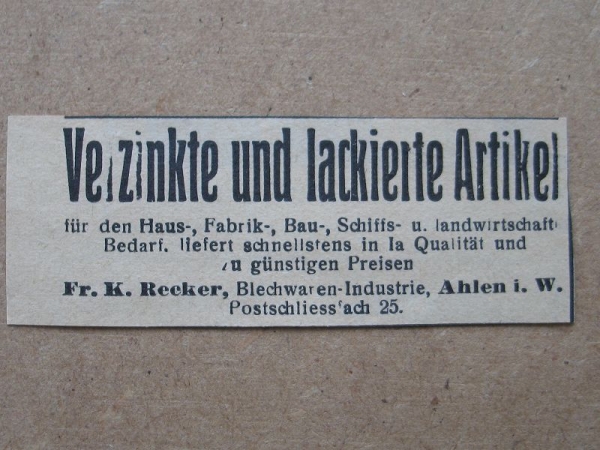 Verzinkte und lackierte Artikel
für den Haus-, Fabrik-, Bau-, Schiffs- u. landwirtschaftl
Bedarf, liefert schnellstens in Ia Qualität und
zu günstigen Preisen
Fr. K. Recker, Blechwaren-Industrie, Ahlen i. W.
Postschliessfach 25.